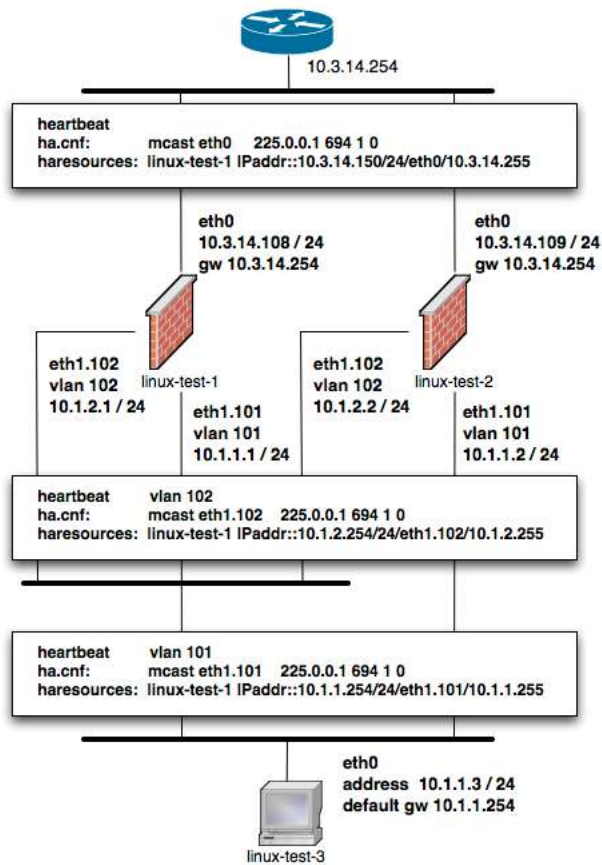 10.3.14.254
heartbeat
ha.cnf: mcast eth0 225.0.0.1 694 1 0
haresources: linux-test-1 IPaddr::10.3.14.150/24/eth0/10.3.14.255
eth0
10.3.14.108 / 24
gw 10.3.14.254
eth0
10.3.14.109 / 24
gw 10.3.14.254
linux-test-1
linux-test-2
eth1.102
vlan 102
10.1.2.1 / 24
eth1.101
vlan 101
10.1.1.1 / 24
eth1.102
vlan 102
10.1.2.2 / 24
eth1.101
vlan 101
10.1.1.2 / 24
heartbeat vlan 102
ha.cnf: mcast eth1.102 225.0.0.1 694 1 0
haresources: linux-test-1 IPaddr::10.1.2.254/24/eth1.102/10.1.2.255
heartbeat vlan 101
ha.cnf: mcast eth1.101 225.0.0.1 694 1 0
haresources: linux-test-1 IPaddr::10.1.1.254/24/eth1.101/10.1.1.255
eth0
address 10.1.1.3 / 24
default gw 10.1.1.254
linux-test-3